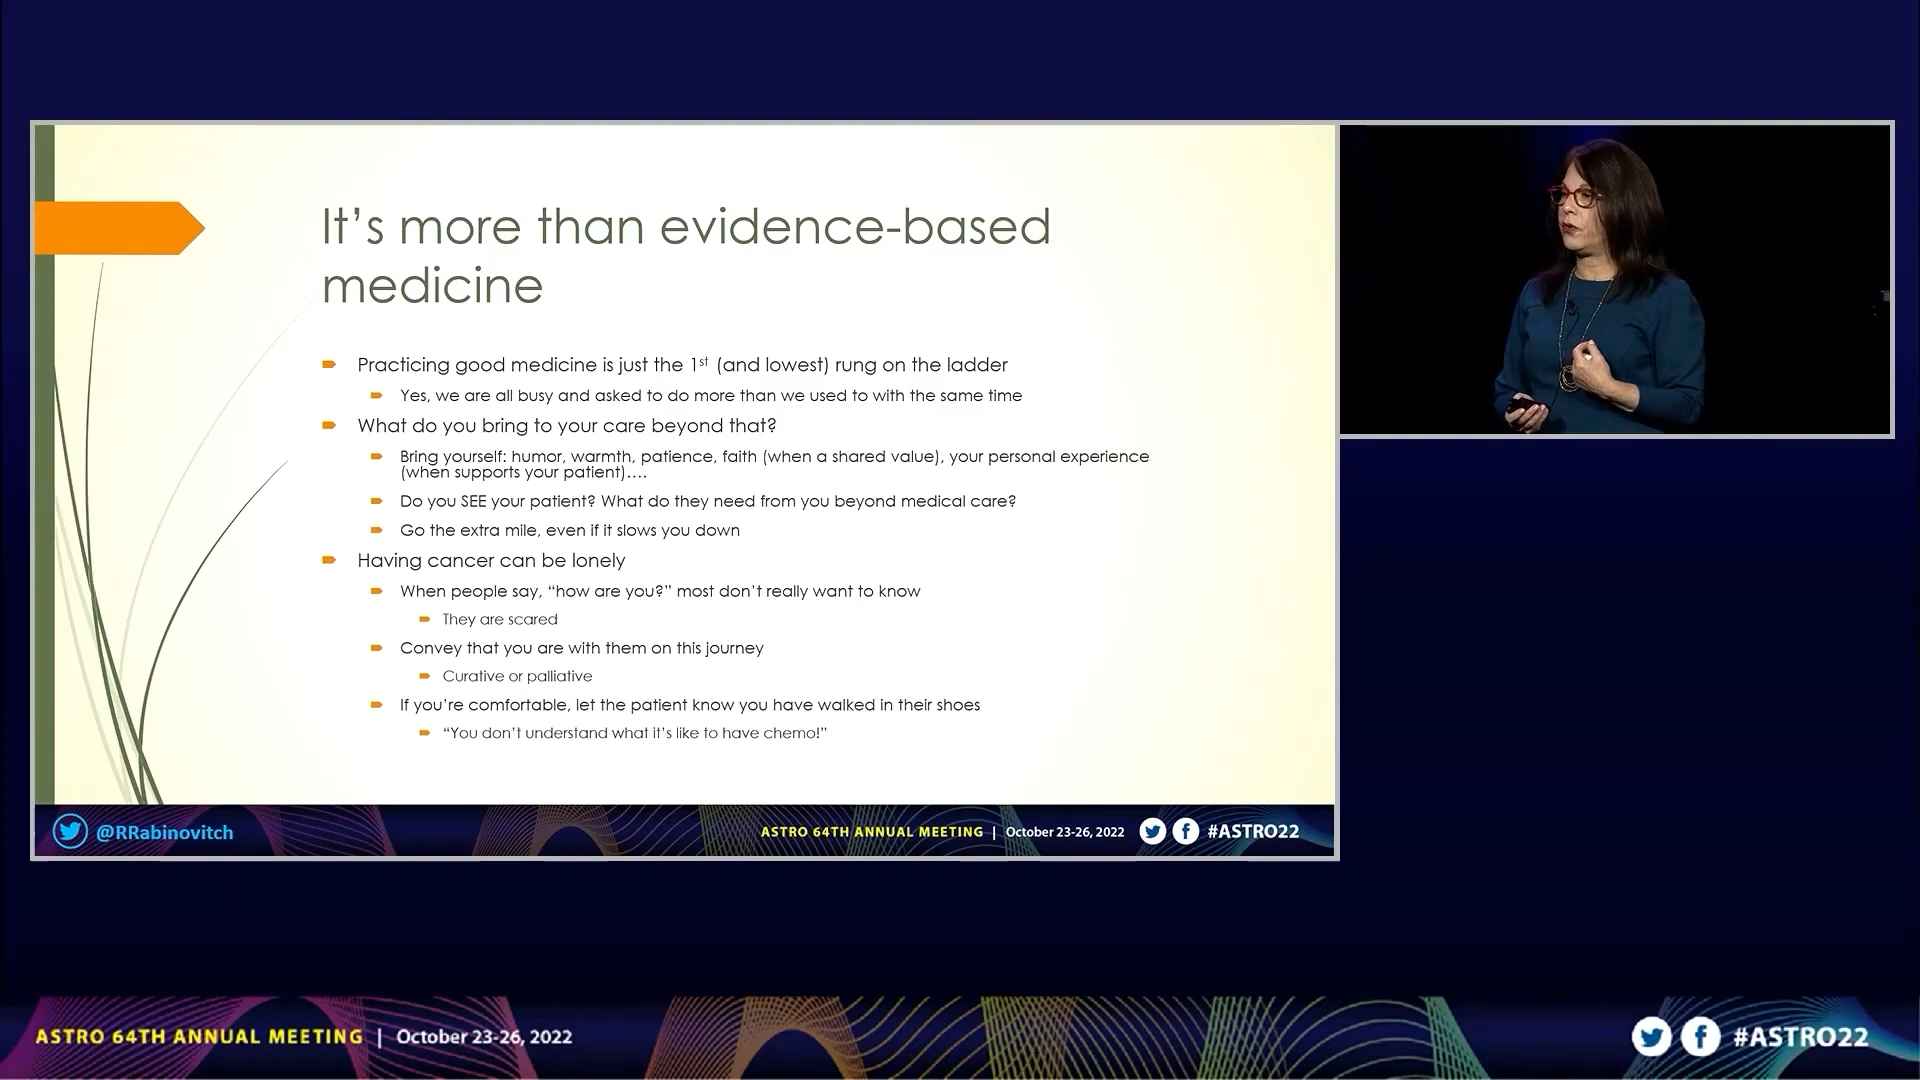 It's more than evidence-based
medicine
Practicing good medicine is just the 1st (and lowest) rung on the ladder
Yes, we are all busy and asked to do more than we used to with the same time
What do you bring to your care beyond that?
Bring yourself: humor, warmth, patience, faith (when a shared value), your personal experience
(when supports your patient)....
Do you SEE your patient? What do they need from you beyond medical care?
Go the extra mile, even if it slows you down
Having cancer can be lonely
When people say, “how are you?” most don't really want to know
They are scared
Convey that you are with them on this journey
Curative or palliative
If you're comfortable, let the patient know you have walked in their shoes
“You don't understand what it's like to have chemo!”
@RRabinovitch
ASTRO 64TH ANNUAL MEETING | October 23-26, 2022 #ASTRO22
ASTRO 64TH ANNUAL MEETING | October 23-26, 2022 #ASTRO22